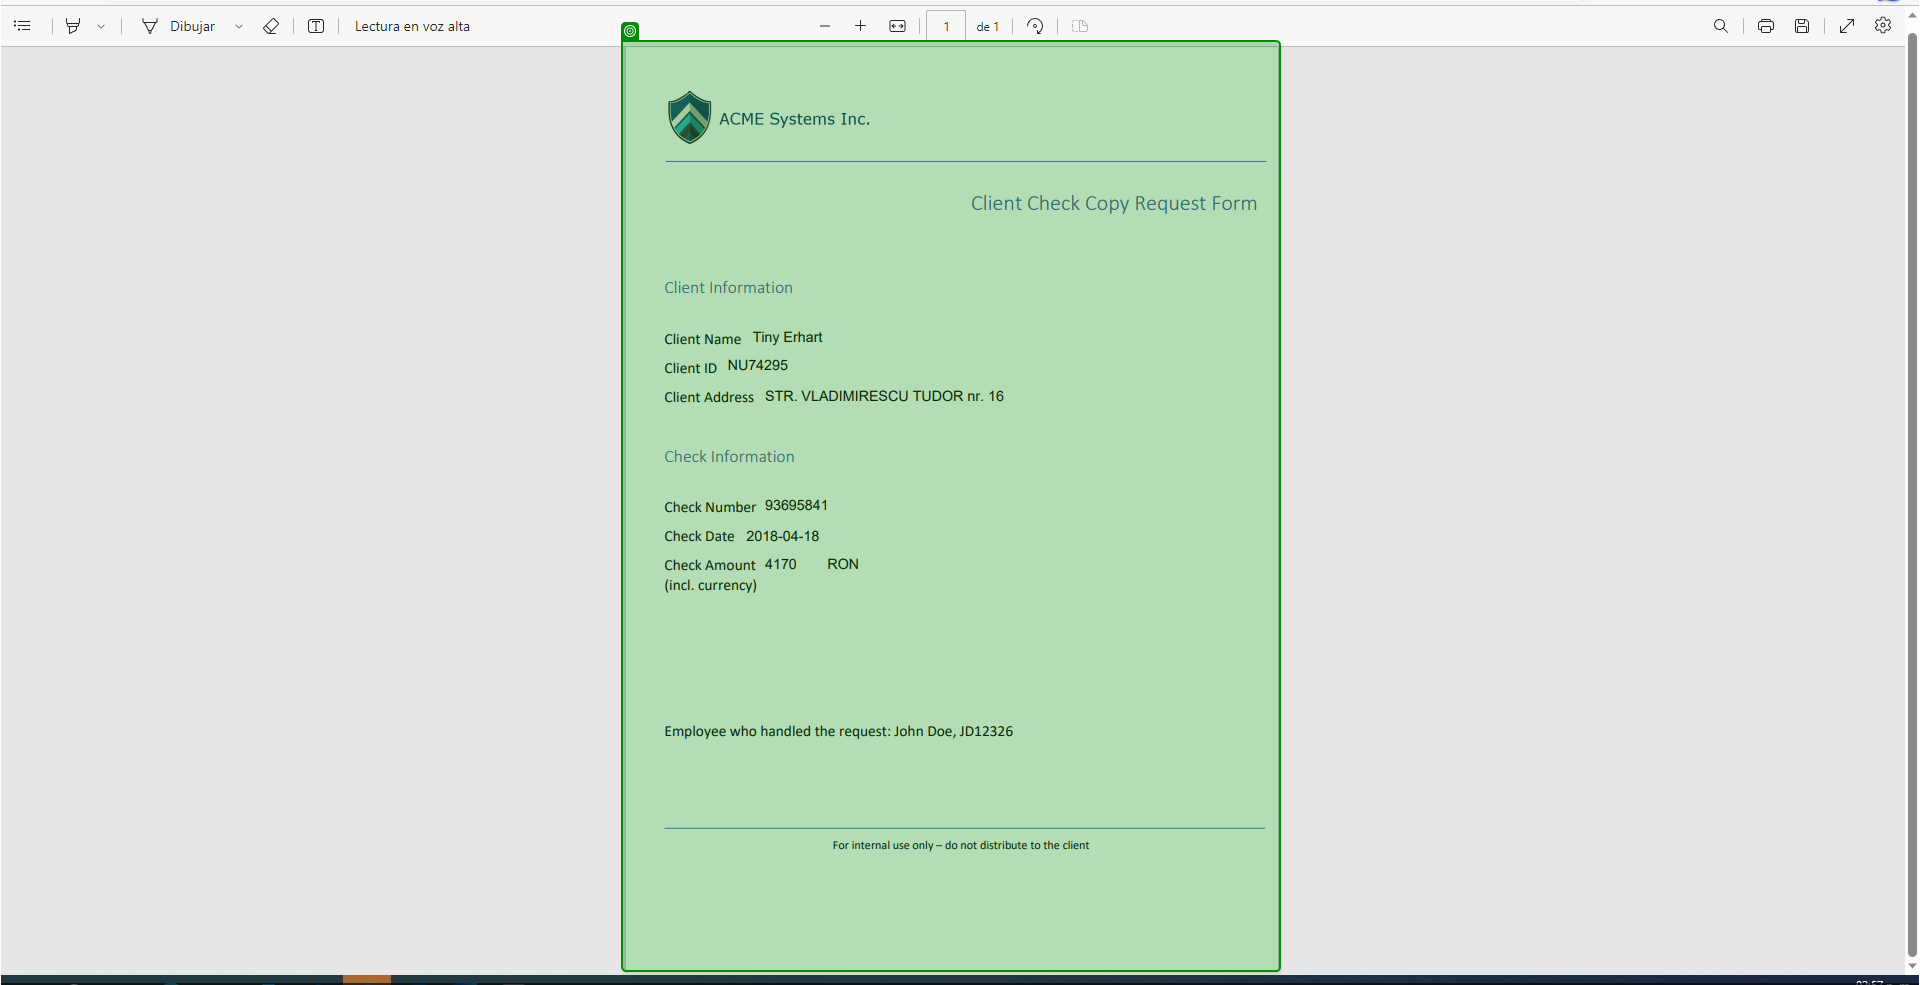 Dibujar
Lectura en voz alta
1 de 1
ACME Systems Inc.
Client Check Copy Request Form
Client Information
Client Name Tiny Erhart
Client ID NU74295
Client Address STR. VLADIMIRESCU TUDOR nr. 16
Check Information
Check Number 93695841
Check Date 2018-04-18
Check Amount 4170 RON
(incl. currency)
Employee who handled the request: John Doe, JD12326
For internal use only – do not distribute to the client